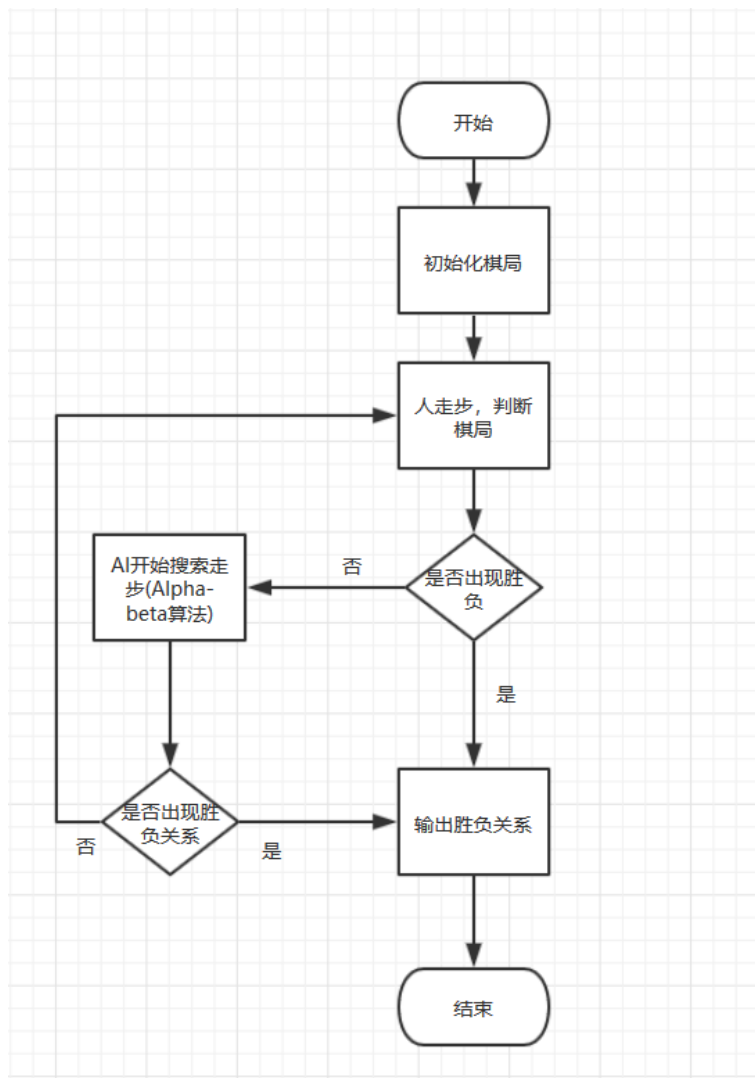 开始
初始化棋局
人走步，判断
棋局
是否出现胜
负
否
AI开始搜索走
步(Alpha-
beta算法)
是
是否出现胜
负关系
否
是
输出胜负关系
结束